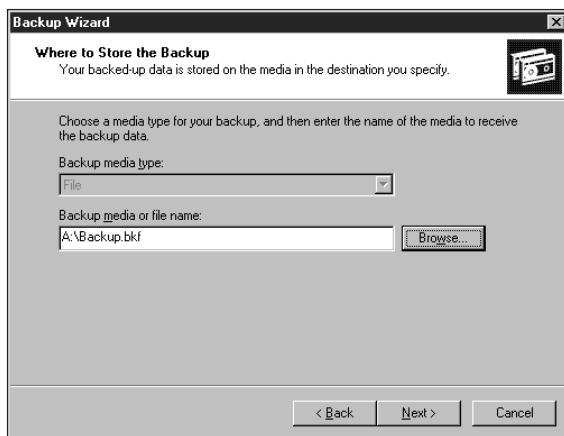 Backup Wizard
Where to Store the Backup
Your backed-up data is stored on the media in the destination you specify.
Choose a media type for your backup, and then enter the name of the media to receive
the backup data.
Backup media type:
File
Backup media or file name:
A:\Backup.bkf
Browse...
< Back
Next >
Cancel